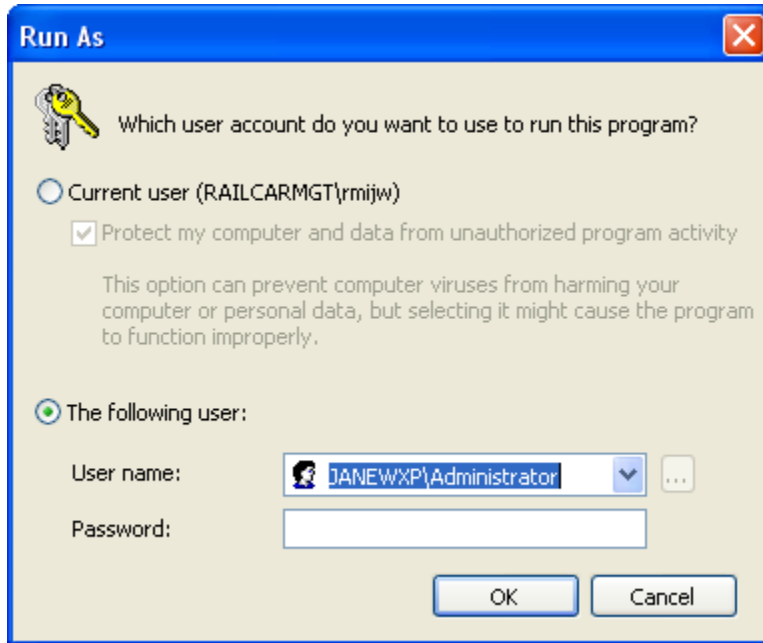 Run As
Which user account do you want to use to run this program?
Current user (RAILCARMGT\rmijw)
Protect my computer and data from unauthorized program activity
This option can prevent computer viruses from harming your
computer or personal data, but selecting it might cause the program
to function improperly.
The following user:
User name:
JANEWXP\Administrator
...
Password:
OK
Cancel